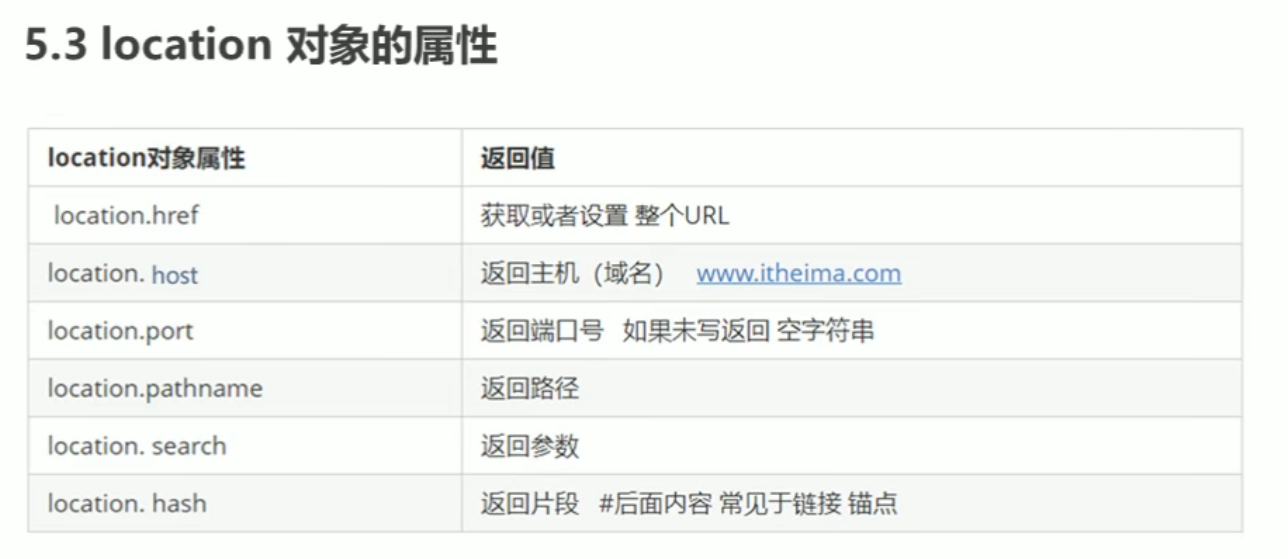 5.3 location 对象的属性
location对象属性 返回值
location.href 获取或者设置 整个URL
location. host 返回主机（域名） www.itheima.com
location.port 返回端口号 如果未写返回 空字符串
location.pathname 返回路径
location. search 返回参数
location. hash 返回片段 #后面内容 常见于链接 锚点